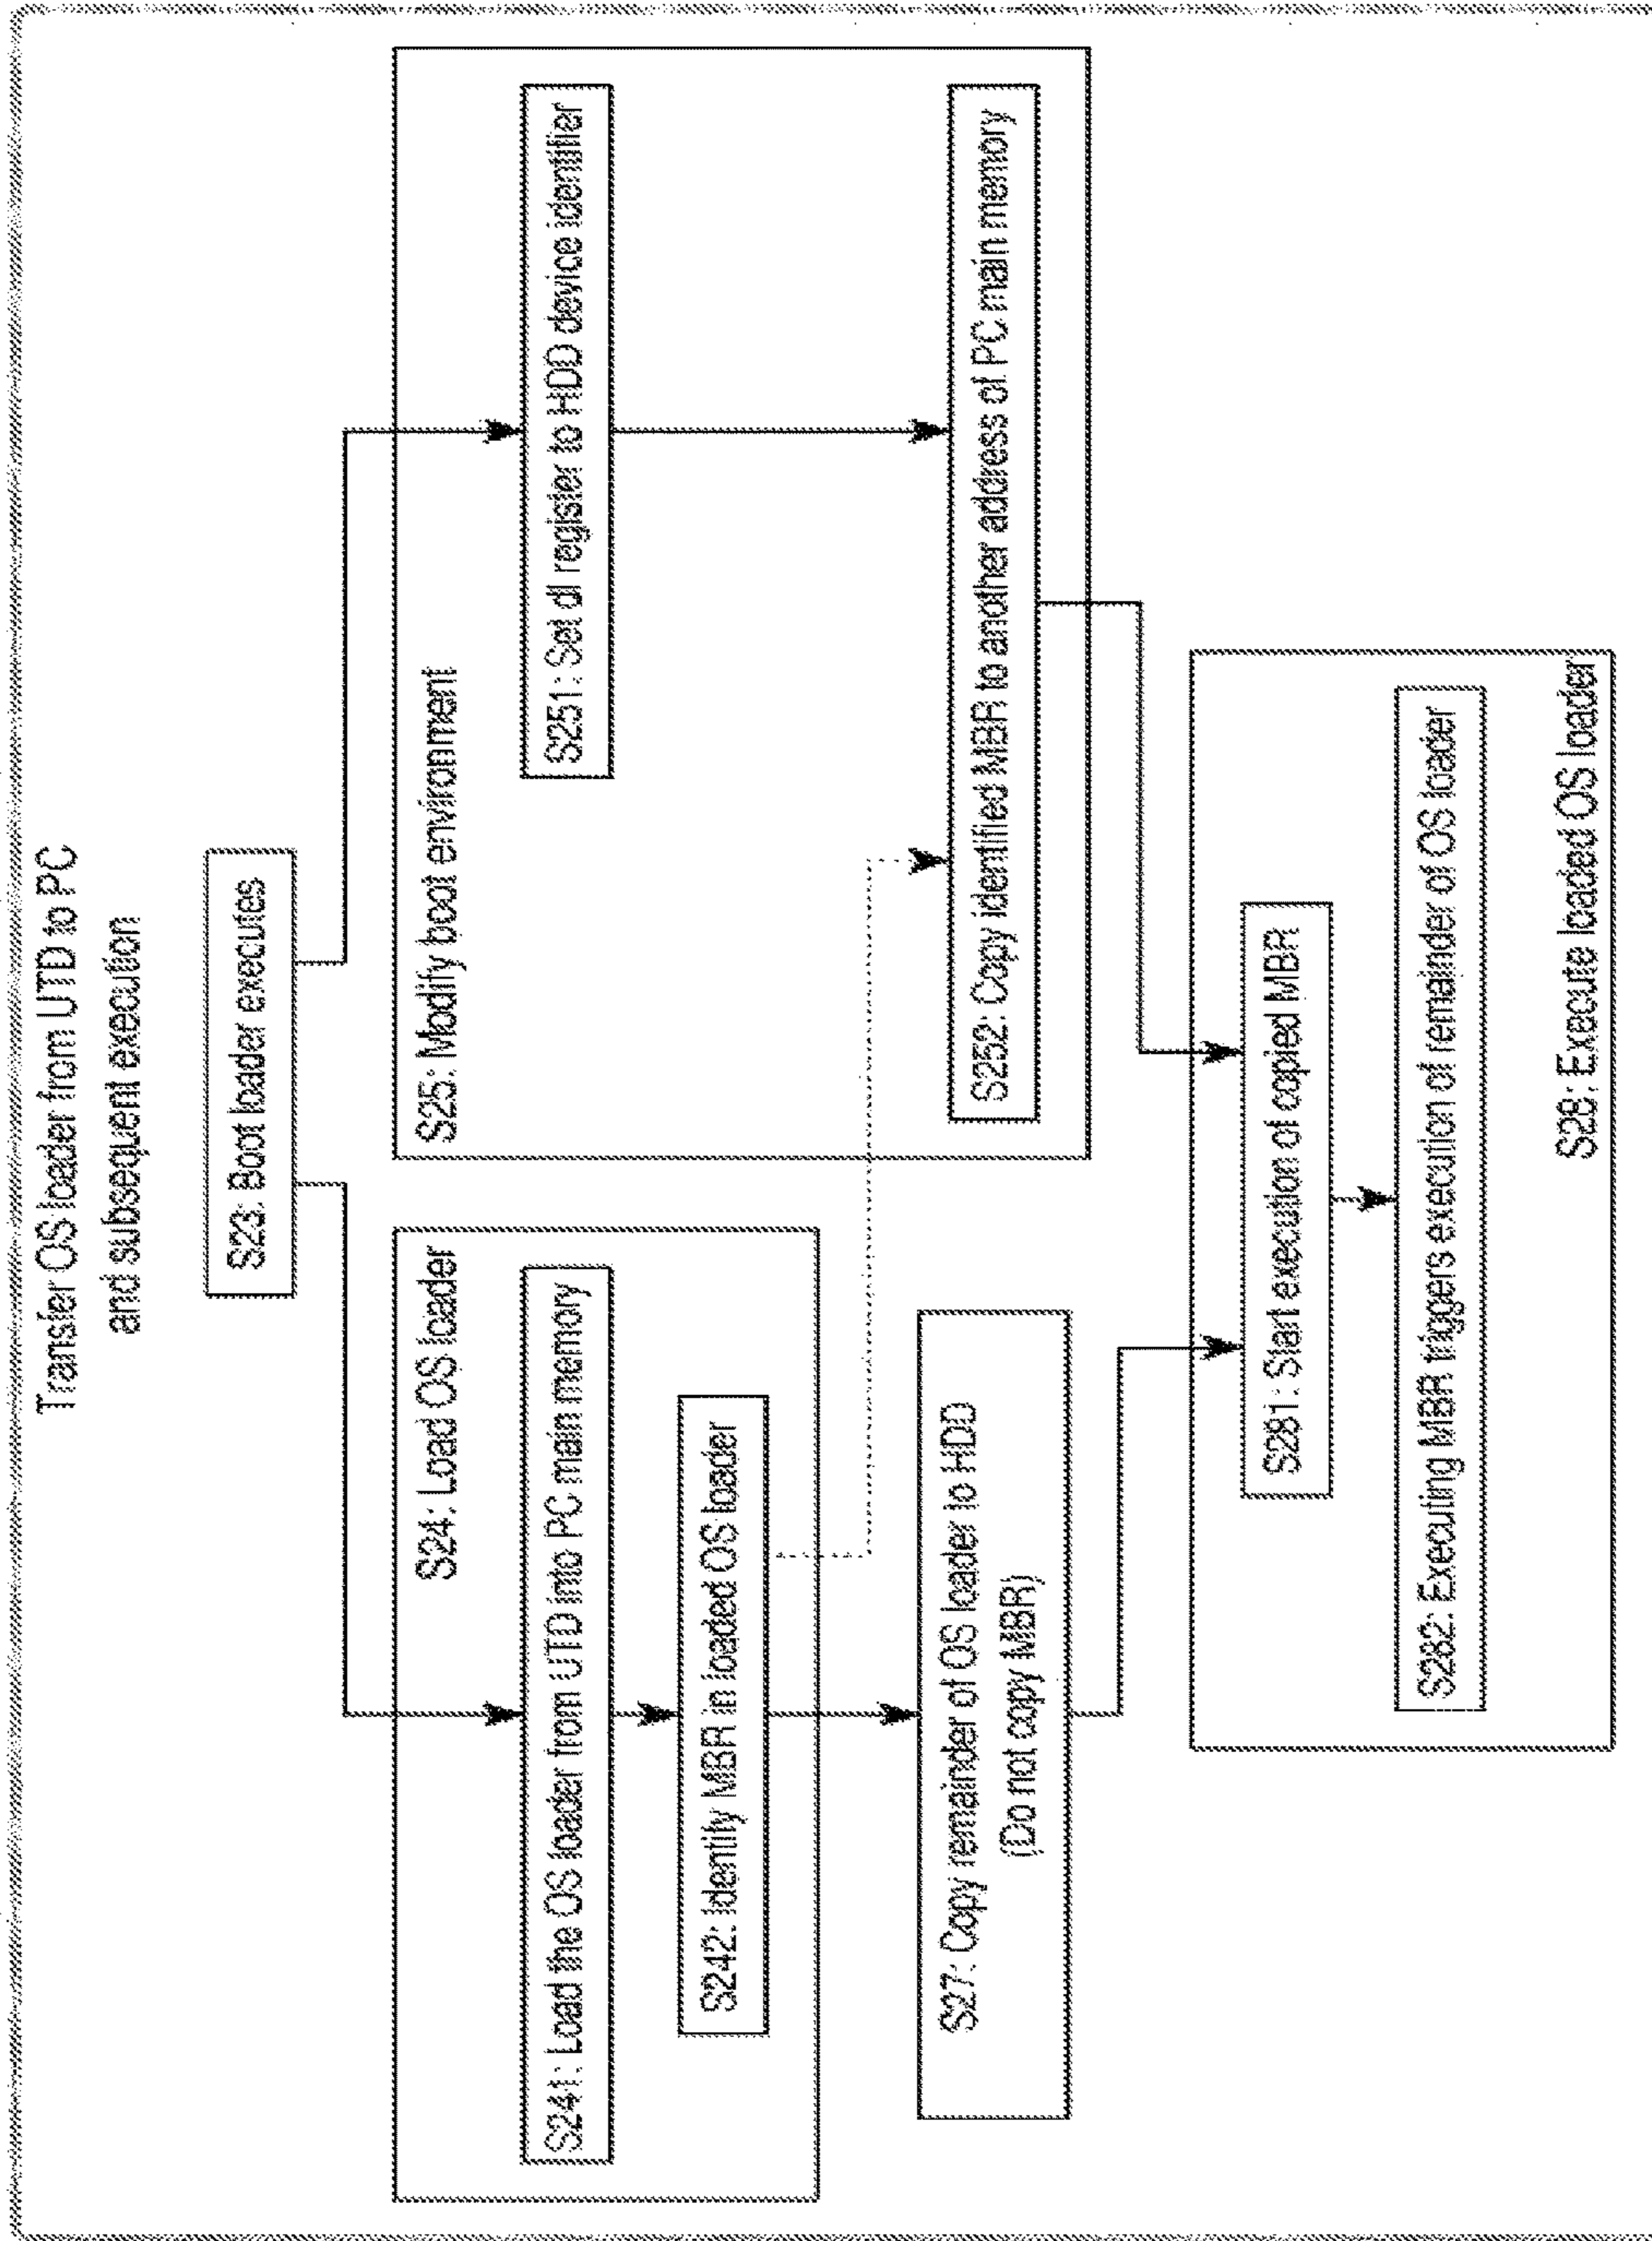 Transfer OS loader from UTD to PC
and subsequent execution
S23: Boot loader executes
S24: Load OS loader
S241: Load the OS loader from UTD into PC main memory
S242: Identify MBR in loaded OS loader
S27: Copy remainder of OS loader to HDD
(Do not copy MBR)
S25: Modify boot environment
S251: Set dl register to HDD device identifier
S252: Copy identified MBR to another address of PC main memory
S281: Start execution of copied MBR
S282: Executing MBR triggers execution of remainder of OS loader
S28: Execute loaded OS loader